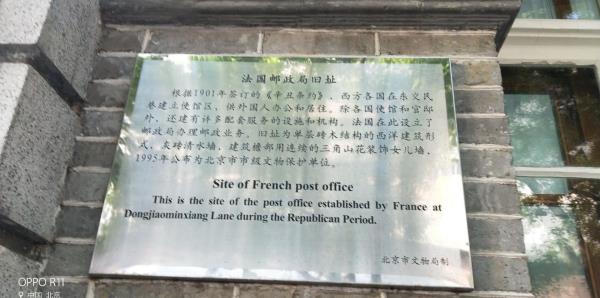 法国邮政局旧址
根据1901年签订的《辛丑条约》，西方各国在东交民
巷建立使馆区，供外国人办公和居住。除各国使馆和官邸
外，还建有许多配套服务的设施和机构。法国在此设立了
邮政局办理邮政业务。旧址为单层砖木结构的西洋建筑形
式，灰砖清水墙，建筑檐部用连续的三角山花装饰女儿墙，
1995年公布为北京市市级文物保护单位。
Site of French post office
This is the site of the post office established by France at
Dongjiaominxiang Lane during the Republican Period.
北京市文物局制
OPPO R11
中国·北京